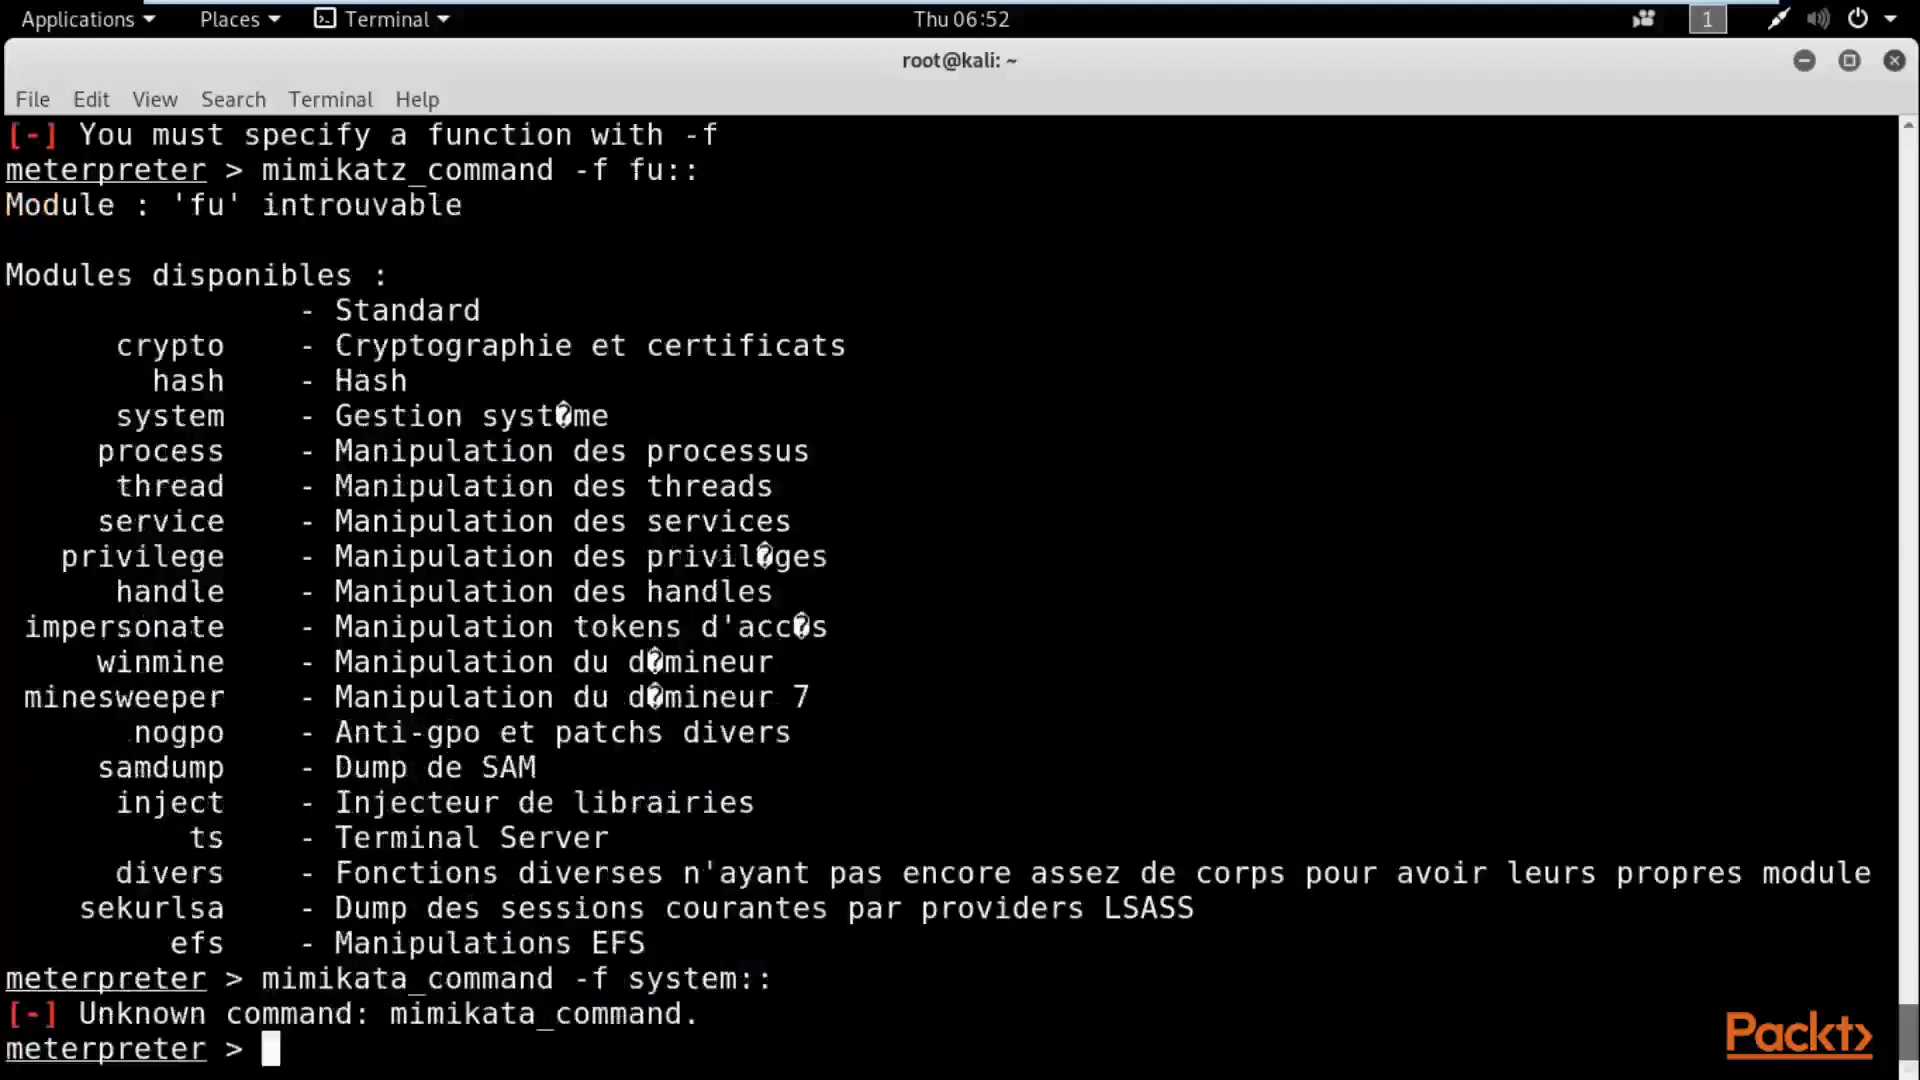 Applications Places Terminal Thu 06:52 1
root@kali: ~
File Edit View Search Terminal Help
[-] You must specify a function with -f
meterpreter > mimikatz_command -f fu::
Module : 'fu' introuvable
Modules disponibles :
- Standard
crypto - Cryptographie et certificats
hash - Hash
system - Gestion syst�me
process - Manipulation des processus
thread - Manipulation des threads
service - Manipulation des services
privilege - Manipulation des privil�ges
handle - Manipulation des handles
impersonate - Manipulation tokens d'acc�s
winmine - Manipulation du d�mineur
minesweeper - Manipulation du d�mineur 7
nogpo - Anti-gpo et patchs divers
samdump - Dump de SAM
inject - Injecteur de librairies
ts - Terminal Server
divers - Fonctions diverses n'ayant pas encore assez de corps pour avoir leurs propres module
sekurlsa - Dump des sessions courantes par providers LSASS
efs - Manipulations EFS
meterpreter > mimikata_command -f system::
[-] Unknown command: mimikata_command.
meterpreter >
Packt>